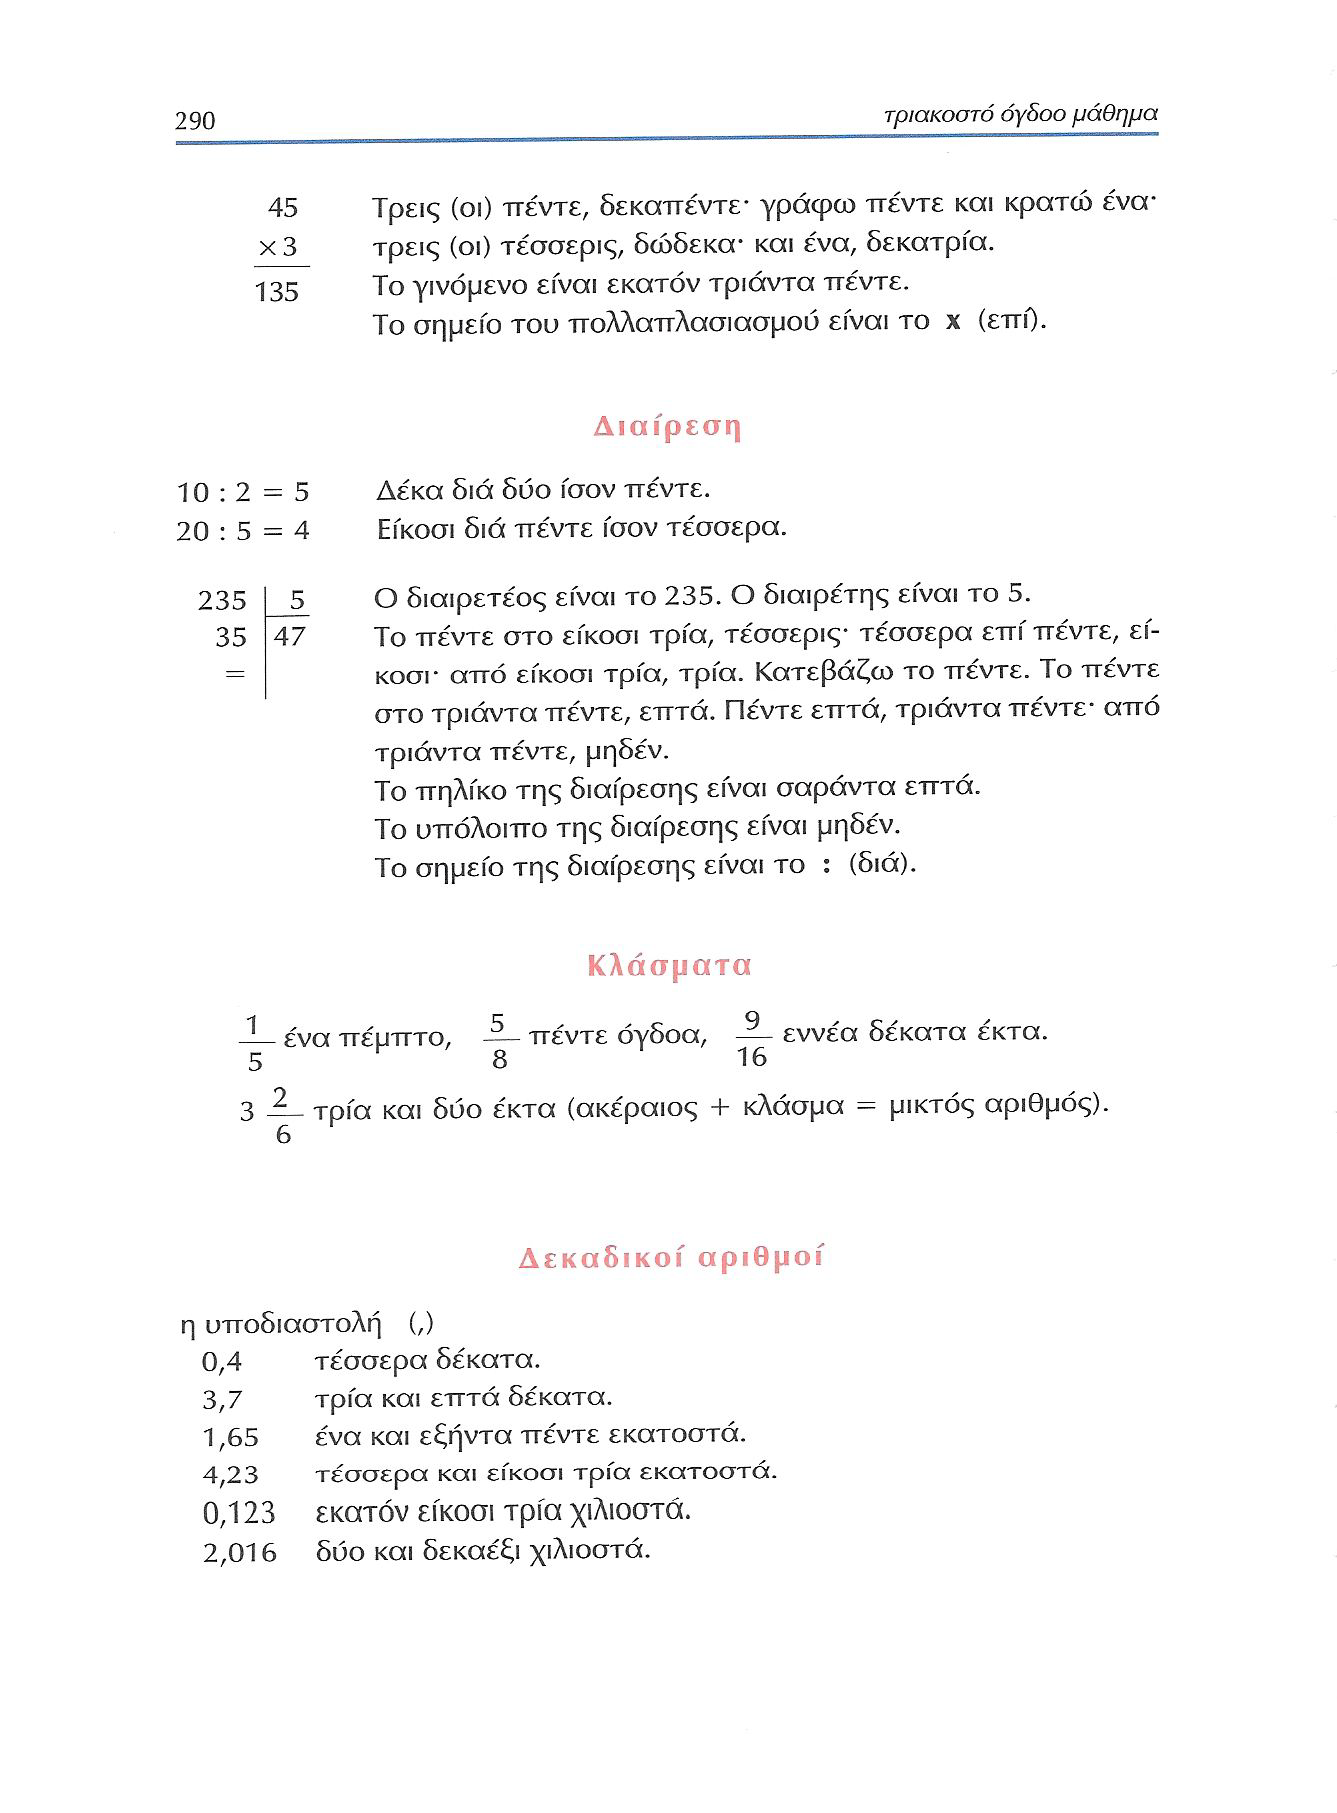 290 τριακοστό όγδοο μάθημα
45 Τρεις (οι) πέντε, δεκαπέντε· γράφω πέντε και κρατώ ένα·
x 3 τρεις (οι) τέσσερις, δώδεκα· και ένα, δεκατρία.
135 Το γινόμενο είναι εκατόν τριάντα πέντε.
Το σημείο του πολλαπλασιασμού είναι το x (επί).
Διαίρεση
10 : 2 = 5 Δέκα διά δύο ίσον πέντε.
20 : 5 = 4 Είκοσι διά πέντε ίσον τέσσερα.
235 5 Ο διαιρετέος είναι το 235. Ο διαιρέτης είναι το 5.
35 47 Το πέντε στο είκοσι τρία, τέσσερις· τέσσερα επί πέντε, εί-
= κοσι· από είκοσι τρία, τρία. Κατεβάζω το πέντε. Το πέντε
στο τριάντα πέντε, επτά. Πέντε επτά, τριάντα πέντε· από
τριάντα πέντε, μηδέν.
Το πηλίκο της διαίρεσης είναι σαράντα επτά.
Το υπόλοιπο της διαίρεσης είναι μηδέν.
Το σημείο της διαίρεσης είναι το : (διά).
Κλάσματα
1/5 ένα πέμπτο, 5/8 πέντε όγδοα, 9/16 εννέα δέκατα έκτα.
3 2/6 τρία και δύο έκτα (ακέραιος + κλάσμα = μικτός αριθμός).
Δεκαδικοί αριθμοί
η υποδιαστολή (,)
0,4 τέσσερα δέκατα.
3,7 τρία και επτά δέκατα.
1,65 ένα και εξήντα πέντε εκατοστά.
4,23 τέσσερα και είκοσι τρία εκατοστά.
0,123 εκατόν είκοσι τρία χιλιοστά.
2,016 δύο και δεκαέξι χιλιοστά.